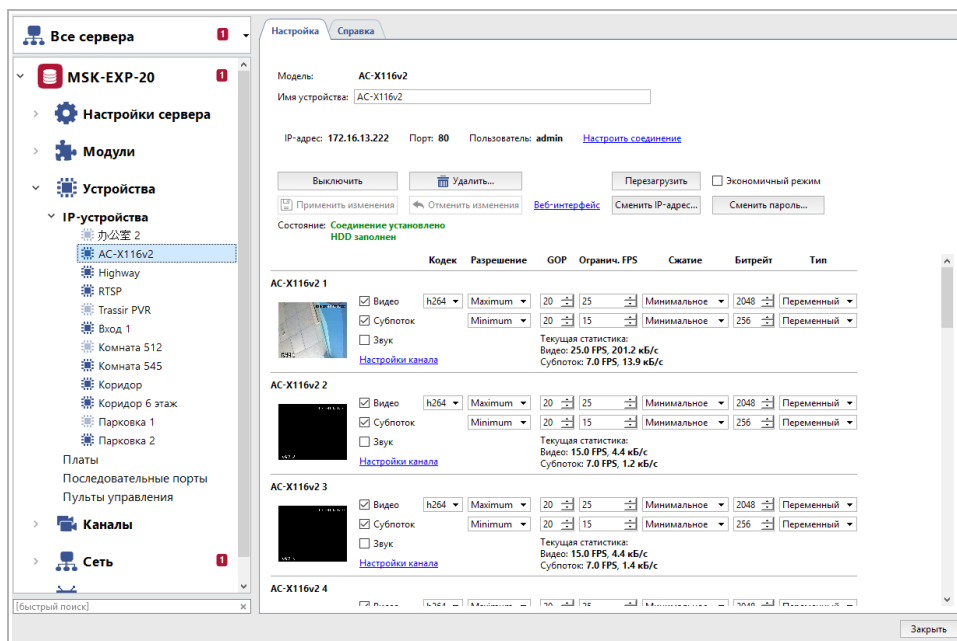 Все сервера 1
MSK-EXP-20 1
Настройки сервера
Модули
Устройства
IP-устройства
办公室 2
AC-X116v2
Highway
RTSP
Trassir PVR
Вход 1
Комната 512
Комната 545
Коридор
Коридор 6 этаж
Парковка 1
Парковка 2
Платы
Последовательные порты
Пульты управления
Каналы
Сеть 1
[быстрый поиск]
Настройка Справка
Модель: AC-X116v2
Имя устройства: AC-X116v2
IP-адрес: 172.16.13.222 Порт: 80 Пользователь: admin Настроить соединение
Выключить Удалить... Перезагрузить Экономичный режим
Применить изменения Отменить изменения Веб-интерфейс Сменить IP-адрес... Сменить пароль...
Состояние: Соединение установлено
HDD заполнен
Кодек Разрешение GOP Огранич. FPS Сжатие Битрейт Тип
AC-X116v2 1
Видео h264 Maximum 20 25 Минимальное 2048 Переменный
Субпоток Minimum 20 15 Минимальное 256 Переменный
Звук Текущая статистика:
Видео: 25.0 FPS, 201.2 кБ/с
Настройки канала Субпоток: 7.0 FPS, 13.9 кБ/с
AC-X116v2 2
Видео h264 Maximum 20 25 Минимальное 2048 Переменный
Субпоток Minimum 20 15 Минимальное 256 Переменный
Звук Текущая статистика:
Видео: 15.0 FPS, 4.4 кБ/с
Настройки канала Субпоток: 7.0 FPS, 1.2 кБ/с
AC-X116v2 3
Видео h264 Maximum 20 25 Минимальное 2048 Переменный
Субпоток Minimum 20 15 Минимальное 256 Переменный
Звук Текущая статистика:
Видео: 15.0 FPS, 4.4 кБ/с
Настройки канала Субпоток: 7.0 FPS, 1.4 кБ/с
AC-X116v2 4
Закрыть